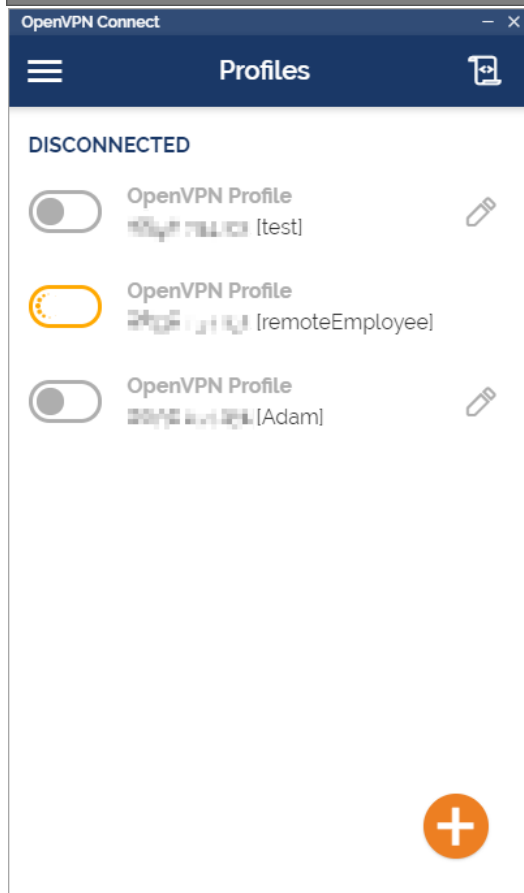 OpenVPN Connect
Profiles
DISCONNECTED
OpenVPN Profile
[test]
OpenVPN Profile
[remoteEmployee]
OpenVPN Profile
[Adam]